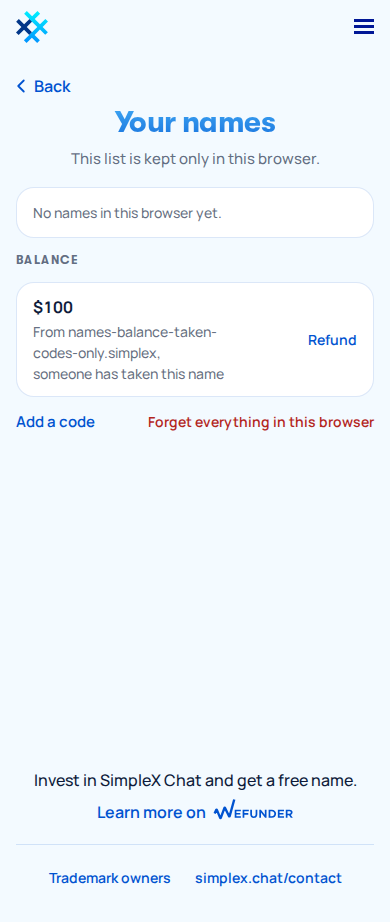 Back
Your names
This list is kept only in this browser.
No names in this browser yet.
BALANCE
$100
From names-balance-taken-
codes-only.simplex,
someone has taken this name
Refund
Add a code
Forget everything in this browser
Invest in SimpleX Chat and get a free name.
Learn more on WEFUNDER
Trademark owners
simplex.chat/contact